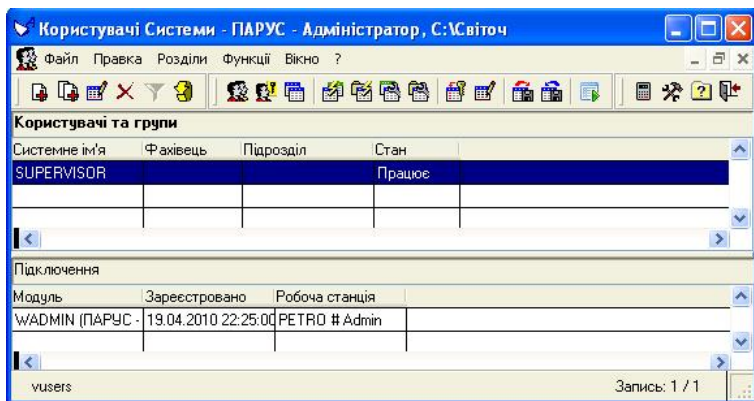 Користувачі Системи - ПАРУС - Адміністратор, С:\Світоч
Файл Правка Розділи Функції Вікно ?
Користувачі та групи
Системне ім'я Фахівець Підрозділ Стан
SUPERVISOR Працює
Підключення
Модуль Зареєстровано Робоча станція
WADMIN (ПАРУС - 19.04.2010 22:25:00 PETRO # Admin
vusers Запись: 1 / 1